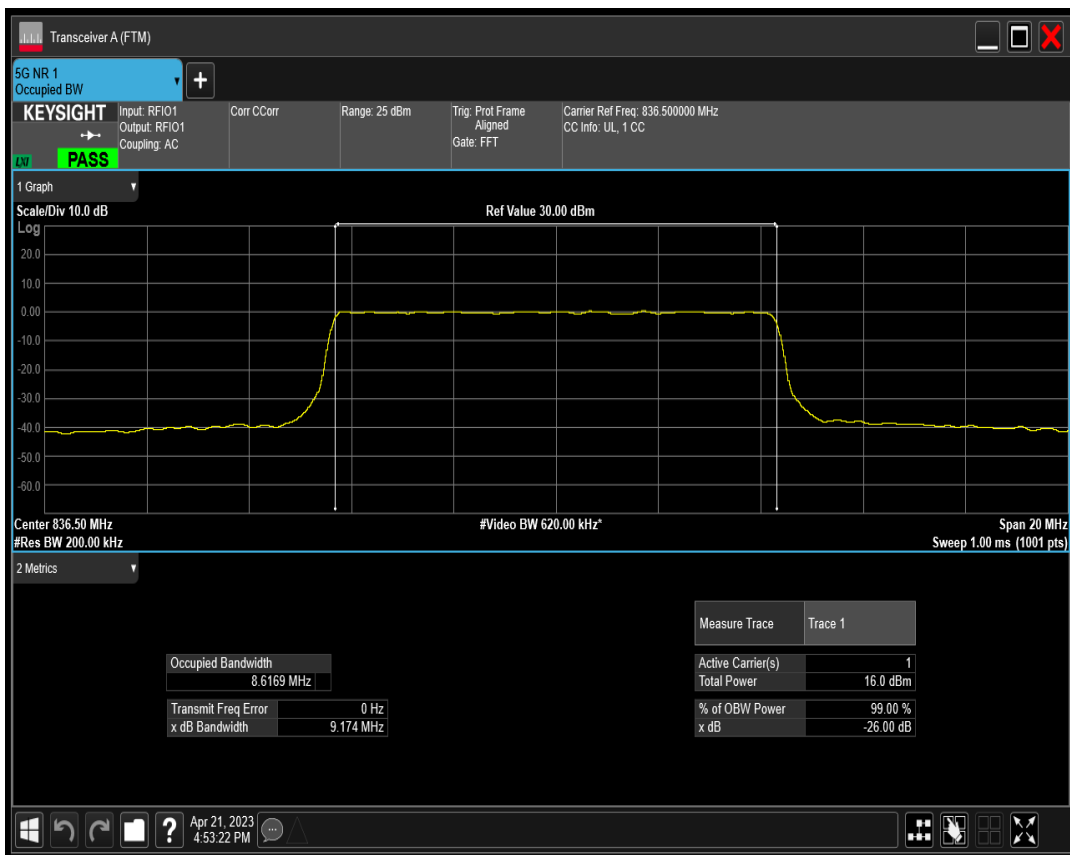 Transceiver A (FTM)
5G NR 1
Occupied BW
+
KEYSIGHT
LXI
PASS
Input: RFIO1
Output: RFIO1
Coupling: AC
Corr CCorr
Range: 25 dBm
Trig: Prot Frame
Aligned
Gate: FFT
Carrier Ref Freq: 836.500000 MHz
CC Info: UL, 1 CC
1 Graph
Scale/Div 10.0 dB
Ref Value 30.00 dBm
Log
20.0
10.0
0.00
-10.0
-20.0
-30.0
-40.0
-50.0
-60.0
Center 836.50 MHz
#Video BW 620.00 kHz*
Span 20 MHz
#Res BW 200.00 kHz
Sweep 1.00 ms (1001 pts)
2 Metrics
Measure Trace Trace 1
Occupied Bandwidth
8.6169 MHz
Active Carrier(s) 1
Total Power 16.0 dBm
Transmit Freq Error 0 Hz
x dB Bandwidth 9.174 MHz
% of OBW Power 99.00 %
x dB -26.00 dB
?
Apr 21, 2023
4:53:22 PM